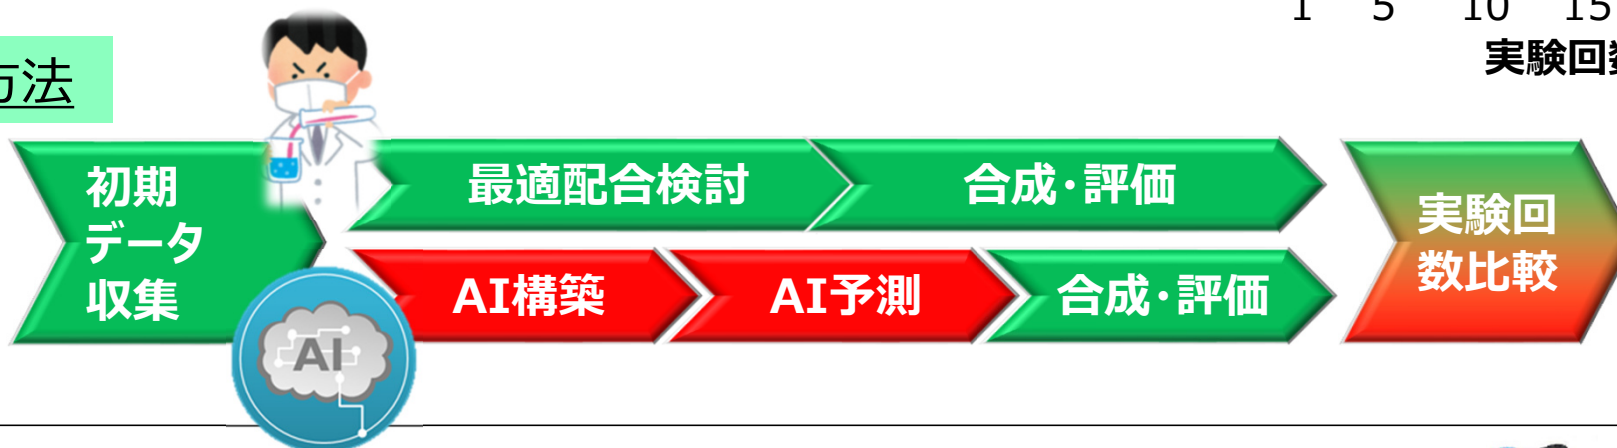 1 5 10 15
実験回数
方法
初期
データ
収集
最適配合検討
合成・評価
AI構築
AI予測
合成・評価
実験回
数比較
AI